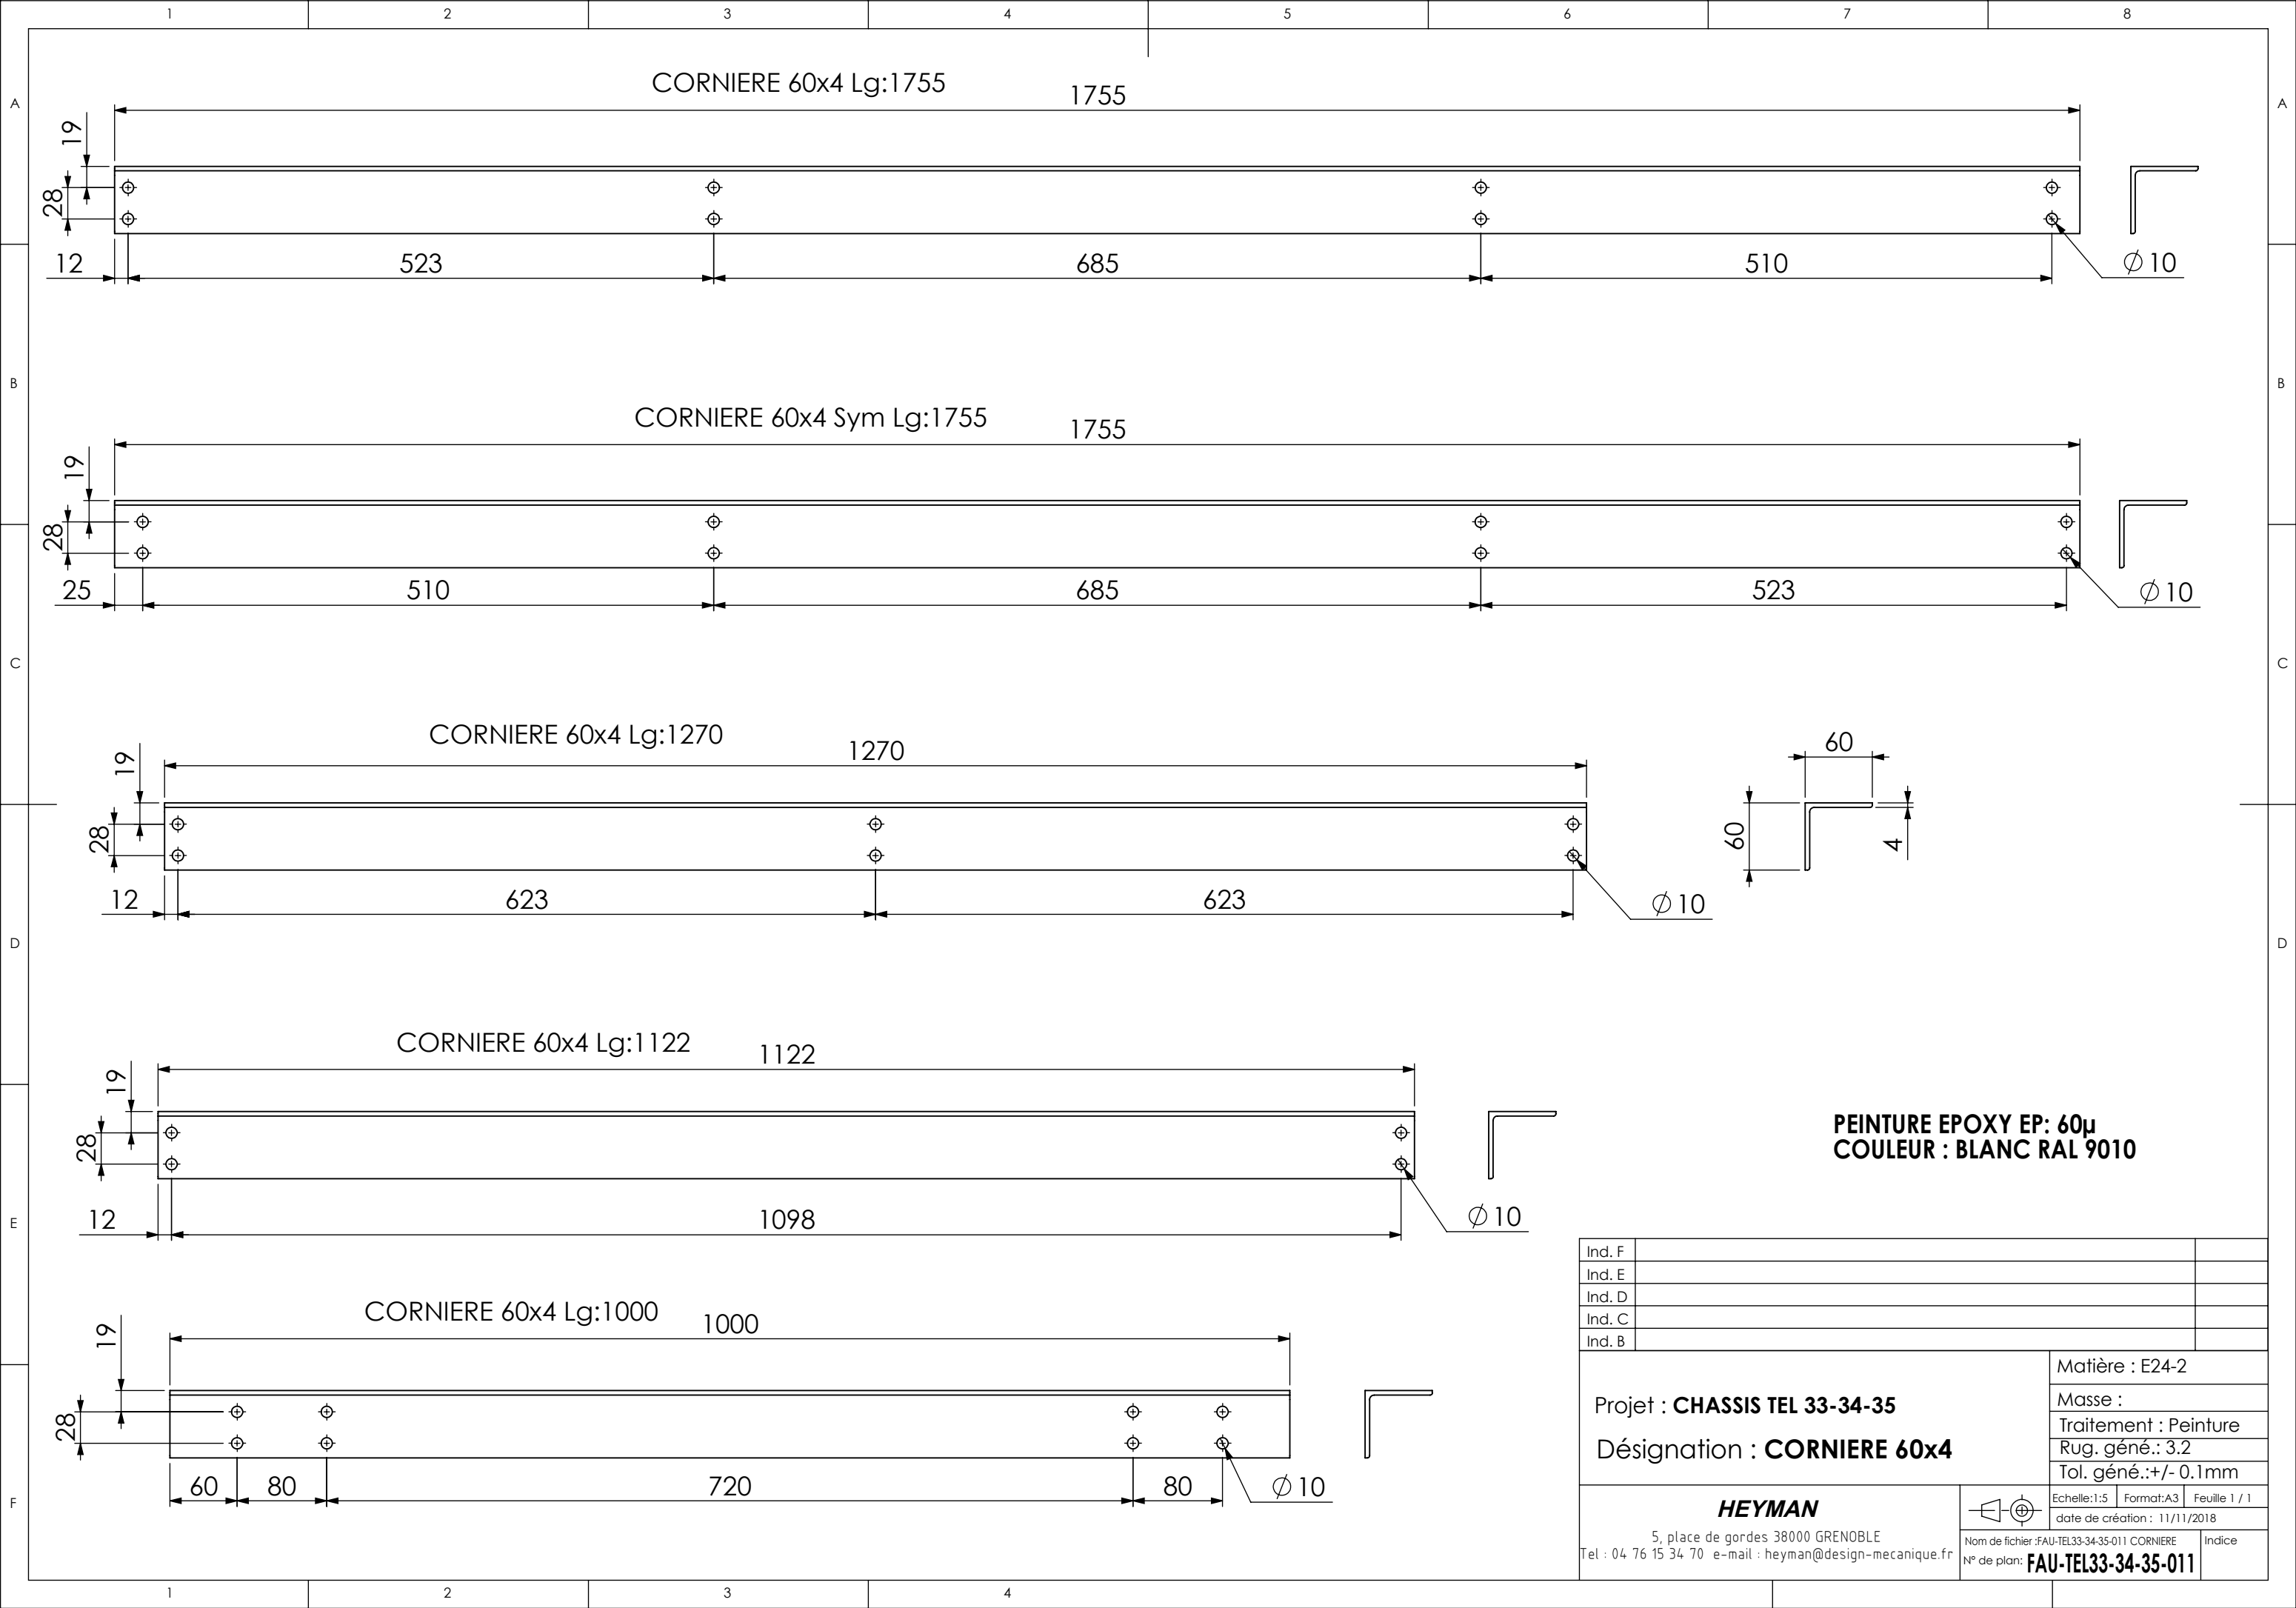 1 2 3 4 5 6 7 8
A A
CORNIERE 60x4 Lg:1755
1755
19
28
12 523 685 510 ∅10
B B
CORNIERE 60x4 Sym Lg:1755
1755
19
28
25 510 685 523 ∅10
C C
CORNIERE 60x4 Lg:1270
1270
19
28
12 623 623 ∅10
60
60
4
D D
CORNIERE 60x4 Lg:1122
1122
19
28
12 1098 ∅10
E
PEINTURE EPOXY EP: 60µ
COULEUR : BLANC RAL 9010
CORNIERE 60x4 Lg:1000
1000
19
28
60 80 720 80 ∅10
F
Ind. F
Ind. E
Ind. D
Ind. C
Ind. B
Projet : CHASSIS TEL 33-34-35
Désignation : CORNIERE 60x4
Matière : E24-2
Masse :
Traitement : Peinture
Rug. géné.: 3.2
Tol. géné.:+/- 0.1mm
HEYMAN
5, place de gordes 38000 GRENOBLE
Tel : 04 76 15 34 70 e-mail : heyman@design-mecanique.fr
Echelle:1:5 Format:A3 Feuille 1 / 1
date de création : 11/11/2018
Nom de fichier :FAU-TEL33-34-35-011 CORNIERE
Indice
N° de plan: FAU-TEL33-34-35-011
1 2 3 4